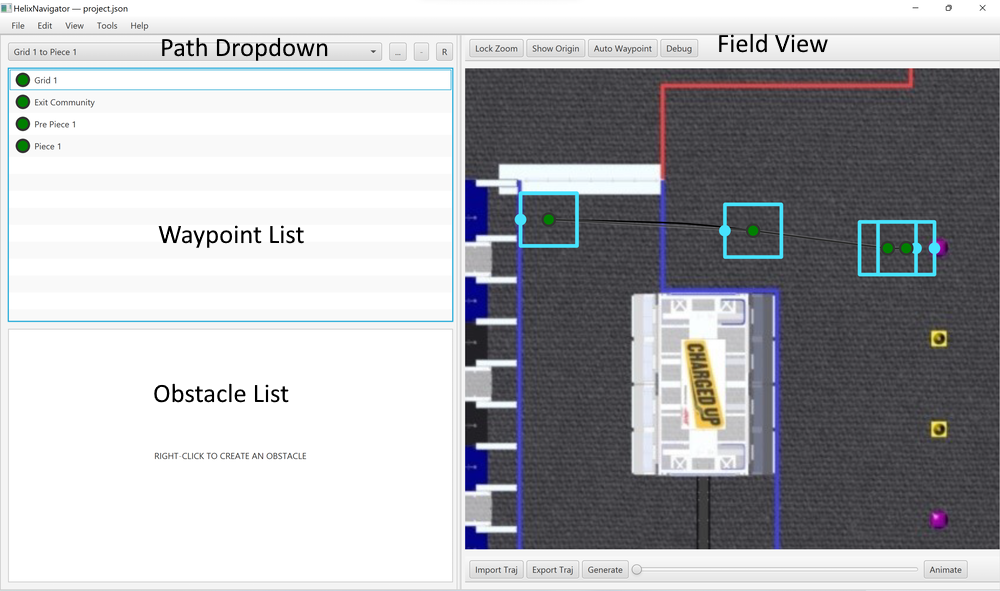 HelixNavigator — project.json
File Edit View Tools Help
Grid 1 to Piece 1
Path Dropdown
... - R
Lock Zoom Show Origin Auto Waypoint Debug
Field View
Grid 1
Exit Community
Pre Piece 1
Piece 1
Waypoint List
Obstacle List
RIGHT-CLICK TO CREATE AN OBSTACLE
CHARGED UP
Import Traj Export Traj Generate Animate